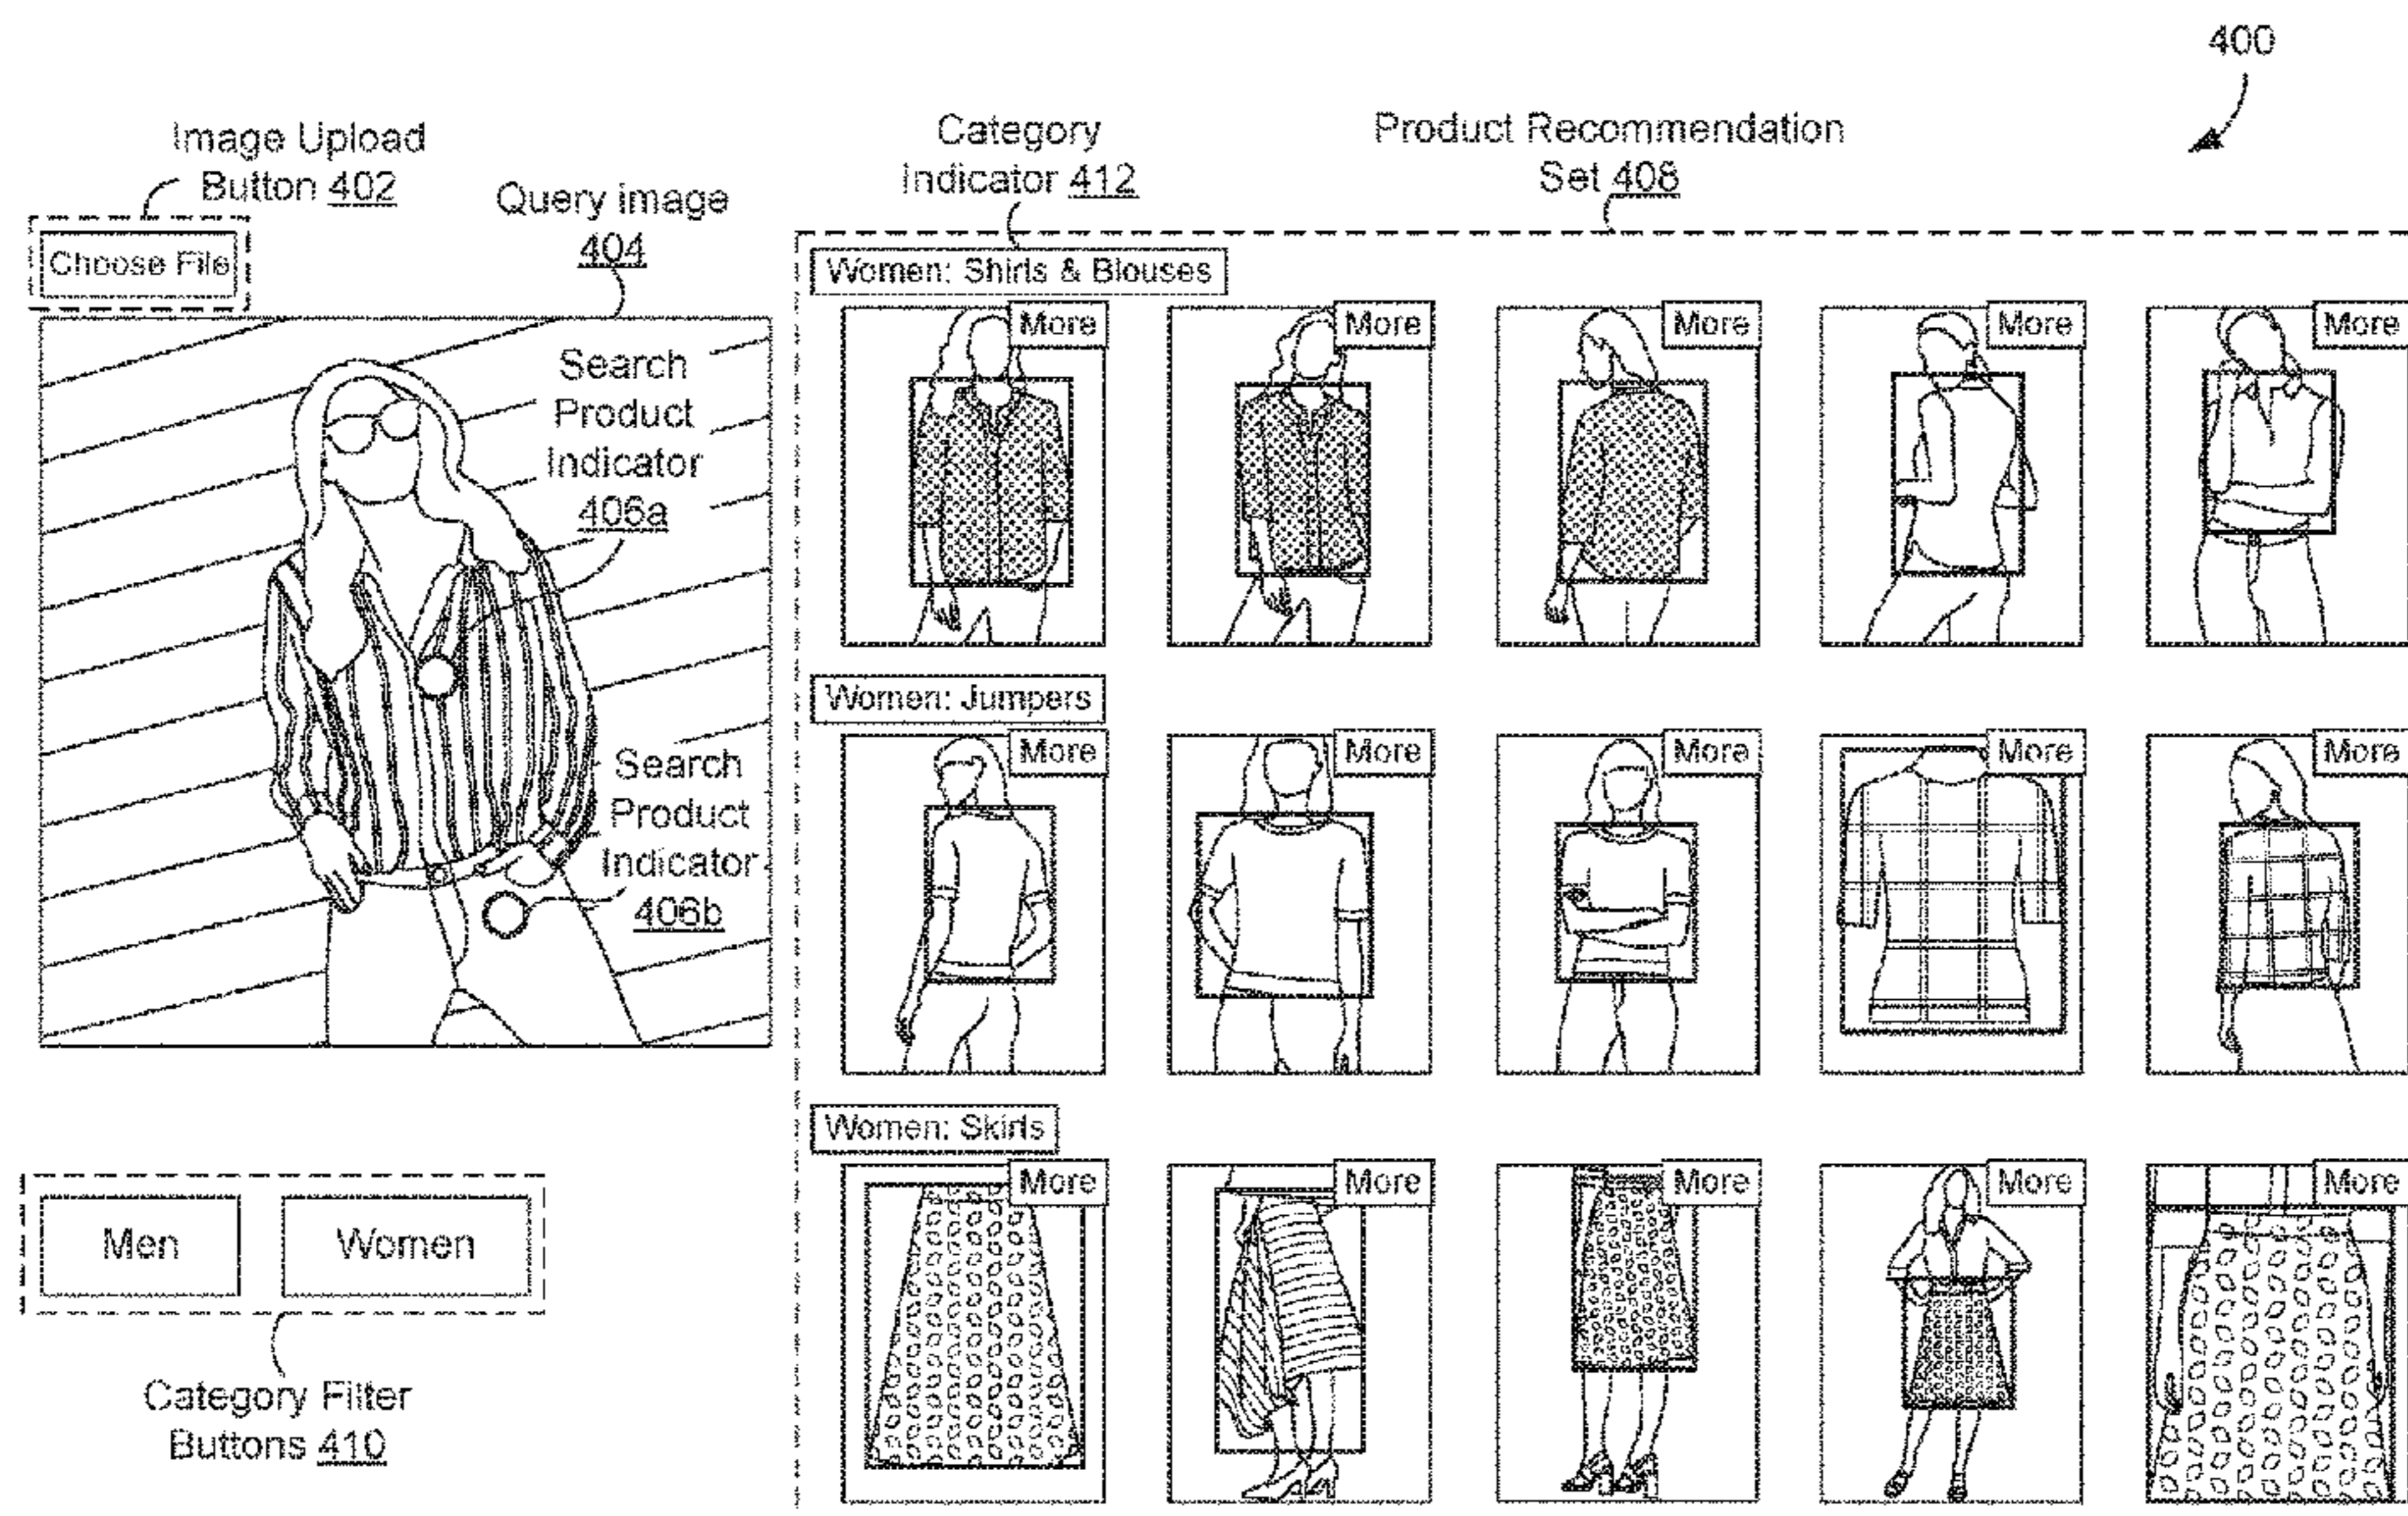 400
Image Upload
Button 402
Choose File
Query image
404
Search
Product
Indicator
406a
Search
Product
Indicator
406b
Men
Women
Category Filter
Buttons 410
Category
Indicator 412
Product Recommendation
Set 408
Women: Shirts & Blouses
More
More
More
More
More
Women: Jumpers
More
More
More
More
More
Women: Skirts
More
More
More
More
More